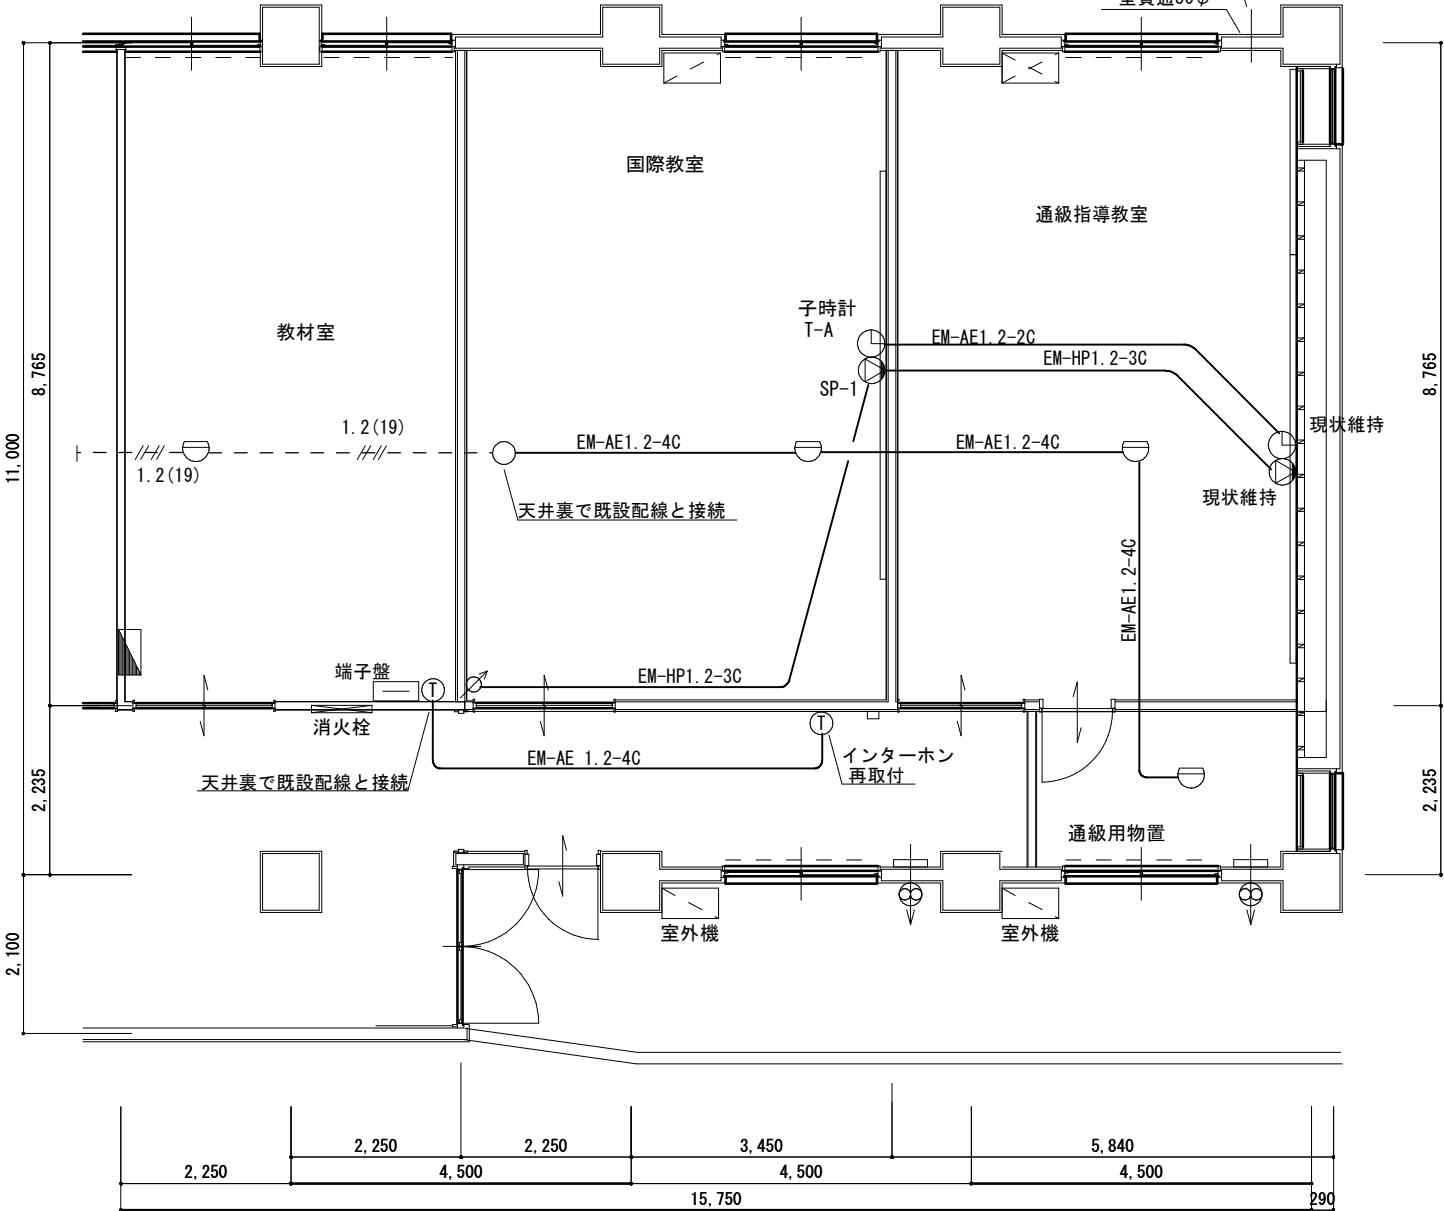 国際教室
通級指導教室
子時計
T-A
教材室
EM-AE1.2-2C
EM-HP1.2-3C
SP-1
8,765
8,765
11,000
1.2(19)
EM-AE1.2-4C
EM-AE1.2-4C
現状維持
1.2(19)
現状維持
天井裏で既設配線と接続
EM-AE1.2-4C
端子盤
T
EM-HP1.2-3C
消火栓
T
EM-AE 1.2-4C
インターホン
再取付
天井裏で既設配線と接続
2,235
2,235
通級用物置
室外機
室外機
2,100
2,250
2,250
3,450
5,840
2,250
4,500
4,500
4,500
15,750
290